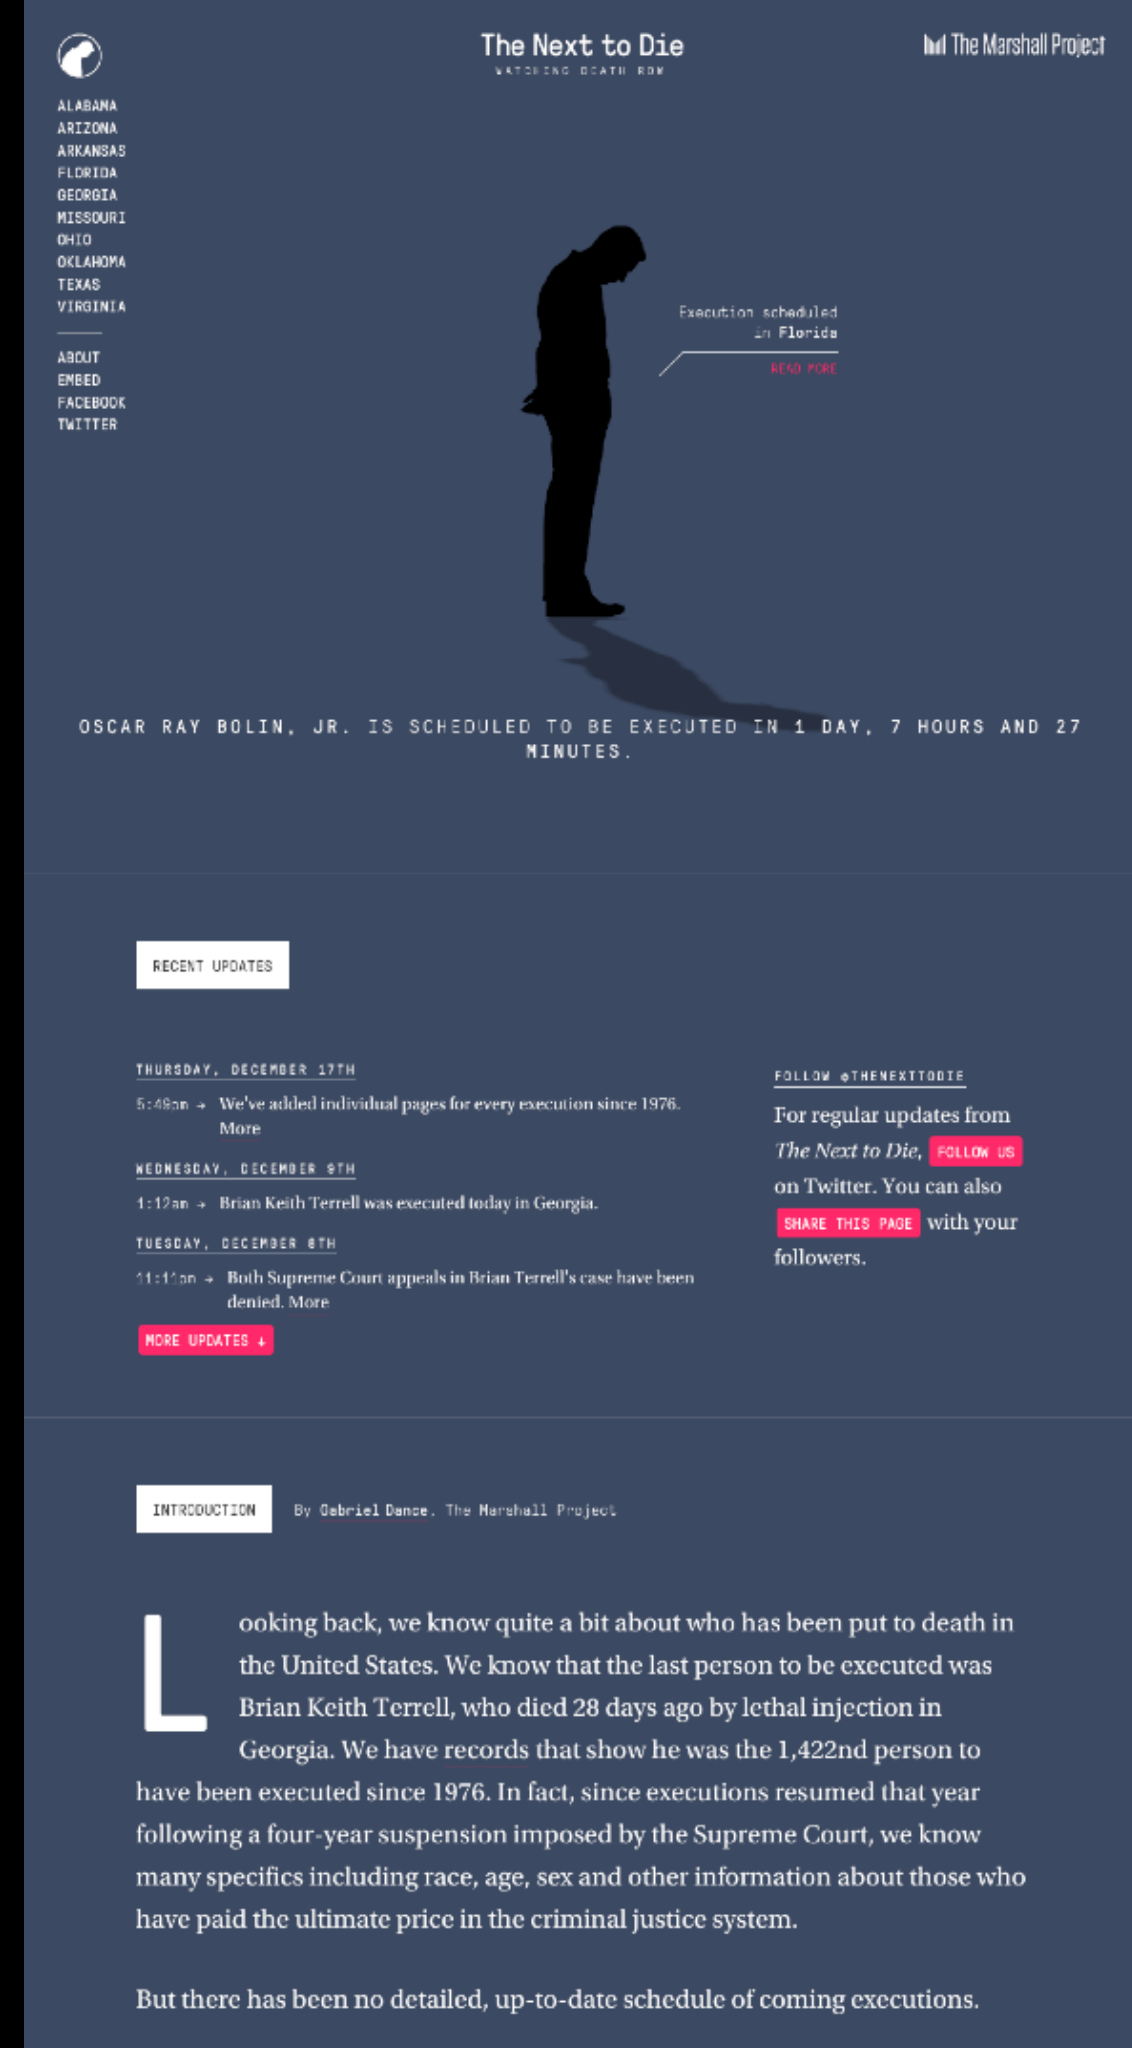 The Next to Die
WATCHING DEATH ROW
The Marshall Project
ALABAMA
ARIZONA
ARKANSAS
FLORIDA
GEORGIA
MISSOURI
OHIO
OKLAHOMA
TEXAS
VIRGINIA
ABOUT
EMBED
FACEBOOK
TWITTER
Execution scheduled
in Florida
READ MORE
OSCAR RAY BOLIN, JR. IS SCHEDULED TO BE EXECUTED IN 1 DAY, 7 HOURS AND 27
MINUTES.
RECENT UPDATES
THURSDAY, DECEMBER 17TH
5:49pm → We've added individual pages for every execution since 1976.
More
WEDNESDAY, DECEMBER 9TH
1:12am → Brian Keith Terrell was executed today in Georgia.
TUESDAY, DECEMBER 8TH
11:11pm → Both Supreme Court appeals in Brian Terrell's case have been
denied. More
MORE UPDATES ↓
FOLLOW @THENEXTTODIE
For regular updates from
The Next to Die, FOLLOW US
on Twitter. You can also
SHARE THIS PAGE with your
followers.
INTRODUCTION By Gabriel Dance, The Marshall Project
Looking back, we know quite a bit about who has been put to death in
the United States. We know that the last person to be executed was
Brian Keith Terrell, who died 28 days ago by lethal injection in
Georgia. We have records that show he was the 1,422nd person to
have been executed since 1976. In fact, since executions resumed that year
following a four-year suspension imposed by the Supreme Court, we know
many specifics including race, age, sex and other information about those who
have paid the ultimate price in the criminal justice system.
But there has been no detailed, up-to-date schedule of coming executions.